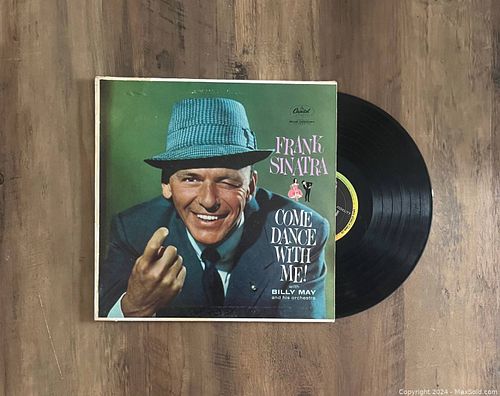 Capitol
FRANK
SINATRA
COME
DANCE
WITH
ME!
with
BILLY MAY
and his orchestra
Copyright 2024 - MaxSold.com